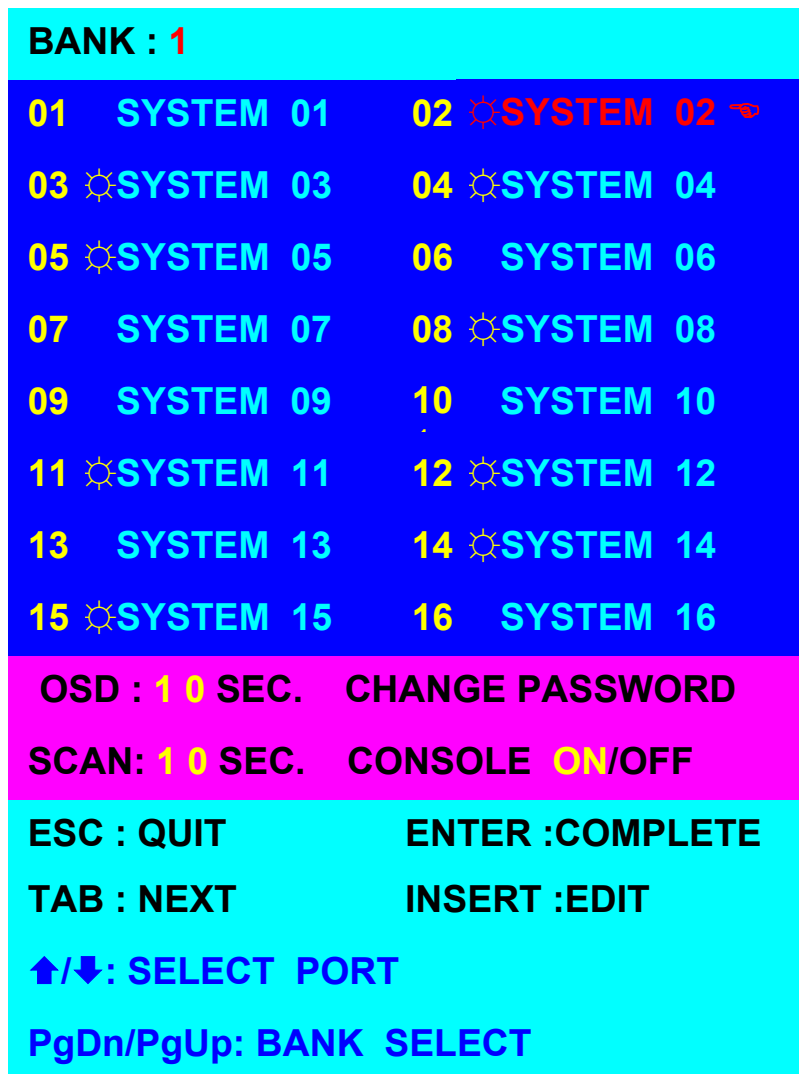 BANK : 1
01 SYSTEM 01 02 ☼SYSTEM 02 ☜
03 ☼SYSTEM 03 04 ☼SYSTEM 04
05 ☼SYSTEM 05 06 SYSTEM 06
07 SYSTEM 07 08 ☼SYSTEM 08
09 SYSTEM 09 10 SYSTEM 10
11 ☼SYSTEM 11 12 ☼SYSTEM 12
13 SYSTEM 13 14 ☼SYSTEM 14
15 ☼SYSTEM 15 16 SYSTEM 16
OSD : 1 0 SEC. CHANGE PASSWORD
SCAN: 1 0 SEC. CONSOLE ON/OFF
ESC : QUIT ENTER :COMPLETE
TAB : NEXT INSERT :EDIT
⬆/⬇: SELECT PORT
PgDn/PgUp: BANK SELECT